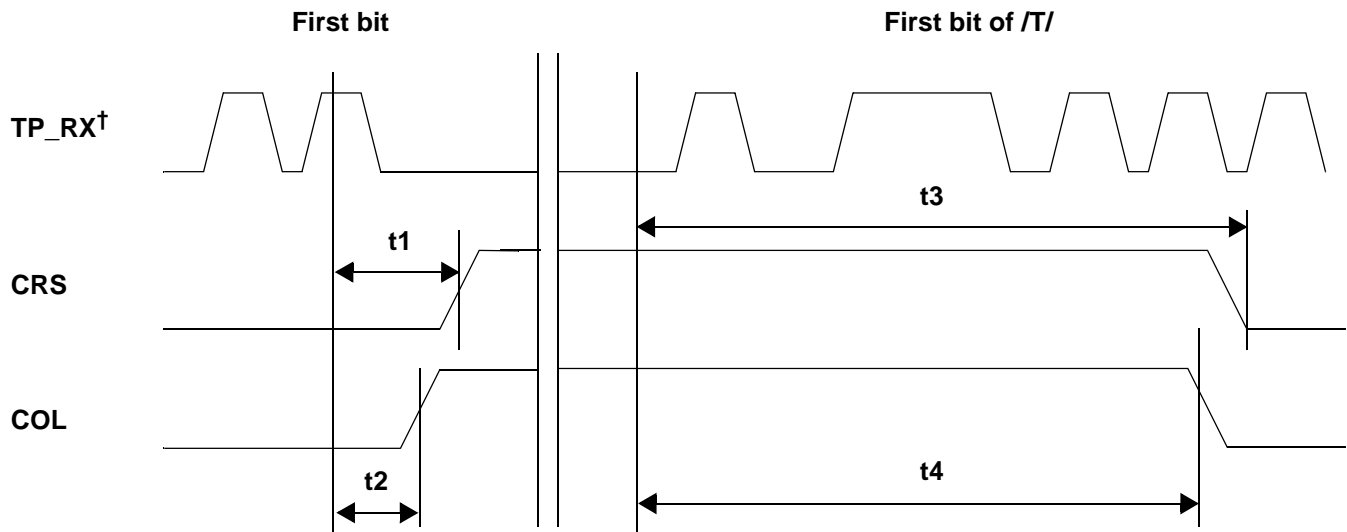 First bit
First bit of /T/
TP_RX†
t3
t1
CRS
COL
t4
t2